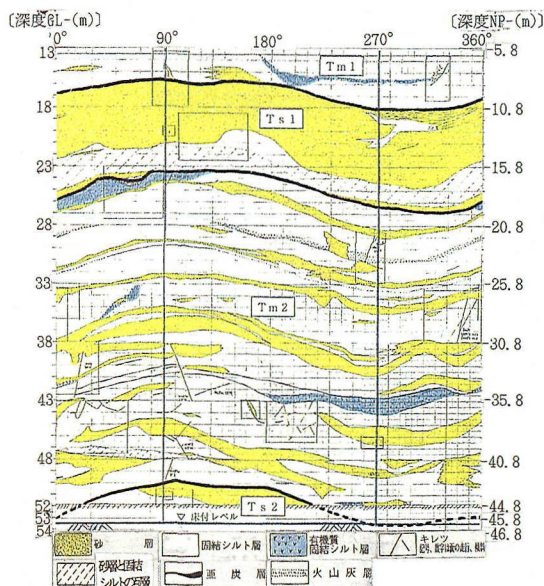 〔深度GL-(m)〕 〔深度NP-(m)〕
0° 90° 180° 270° 360°
13 -5.8
Tm1
18 -10.8
Ts1
23 -15.8
28 -20.8
33 -25.8
Tm2
38 -30.8
43 -35.8
48 -40.8
52 Ts2 -44.8
53 ▽ 床付レベル -45.8
54 -46.8
砂 層 固結シルト層 有機質固結シルト層 キレツ
砂層と固結シルトの互層 亜炭層 火山灰層